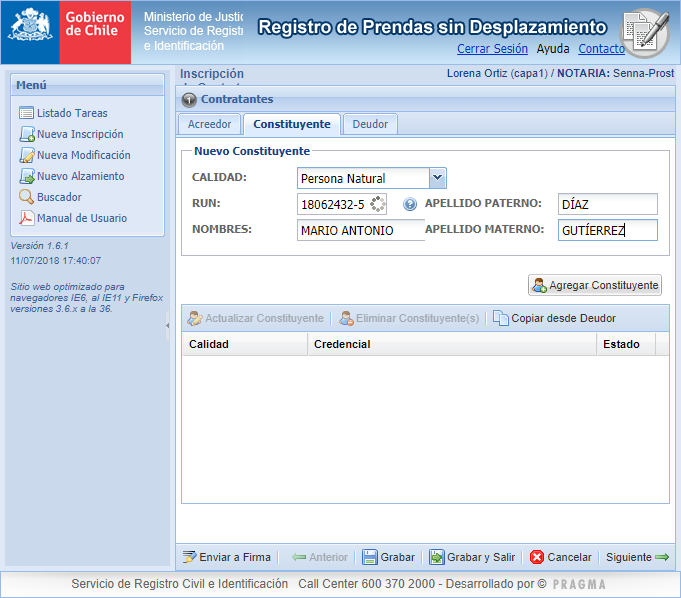 Gobierno
de Chile
Ministerio de Justic
Servicio de Registr
e Identificación
Registro de Prendas sin Desplazamiento
Cerrar Sesión Ayuda Contacto
Inscripción
Lorena Ortiz (capa1) / NOTARIA: Senna-Prost
Menú
Listado Tareas
Nueva Inscripción
Nueva Modificación
Nuevo Alzamiento
Buscador
Manual de Usuario
Versión 1.6.1
11/07/2018 17:40:07
Sitio web optimizado para
navegadores IE6, al IE11 y Firefox
versiones 3.6.x a la 36.
Contratantes
Acreedor Constituyente Deudor
Nuevo Constituyente
CALIDAD: Persona Natural
RUN: 18062432-5 APELLIDO PATERNO: DÍAZ
NOMBRES: MARIO ANTONIO APELLIDO MATERNO: GUTÍERREZ
Agregar Constituyente
Actualizar Constituyente Eliminar Constituyente(s) Copiar desde Deudor
Calidad Credencial Estado
Enviar a Firma Anterior Grabar Grabar y Salir Cancelar Siguiente
Servicio de Registro Civil e Identificación Call Center 600 370 2000 - Desarrollado por © PRAGMA